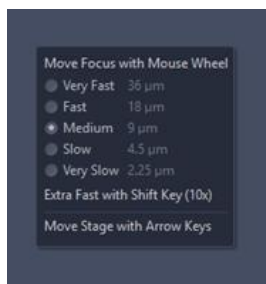 Move Focus with Mouse Wheel
Very Fast 36 µm
Fast 18 µm
Medium 9 µm
Slow 4.5 µm
Very Slow 2.25 µm
Extra Fast with Shift Key (10x)
Move Stage with Arrow Keys